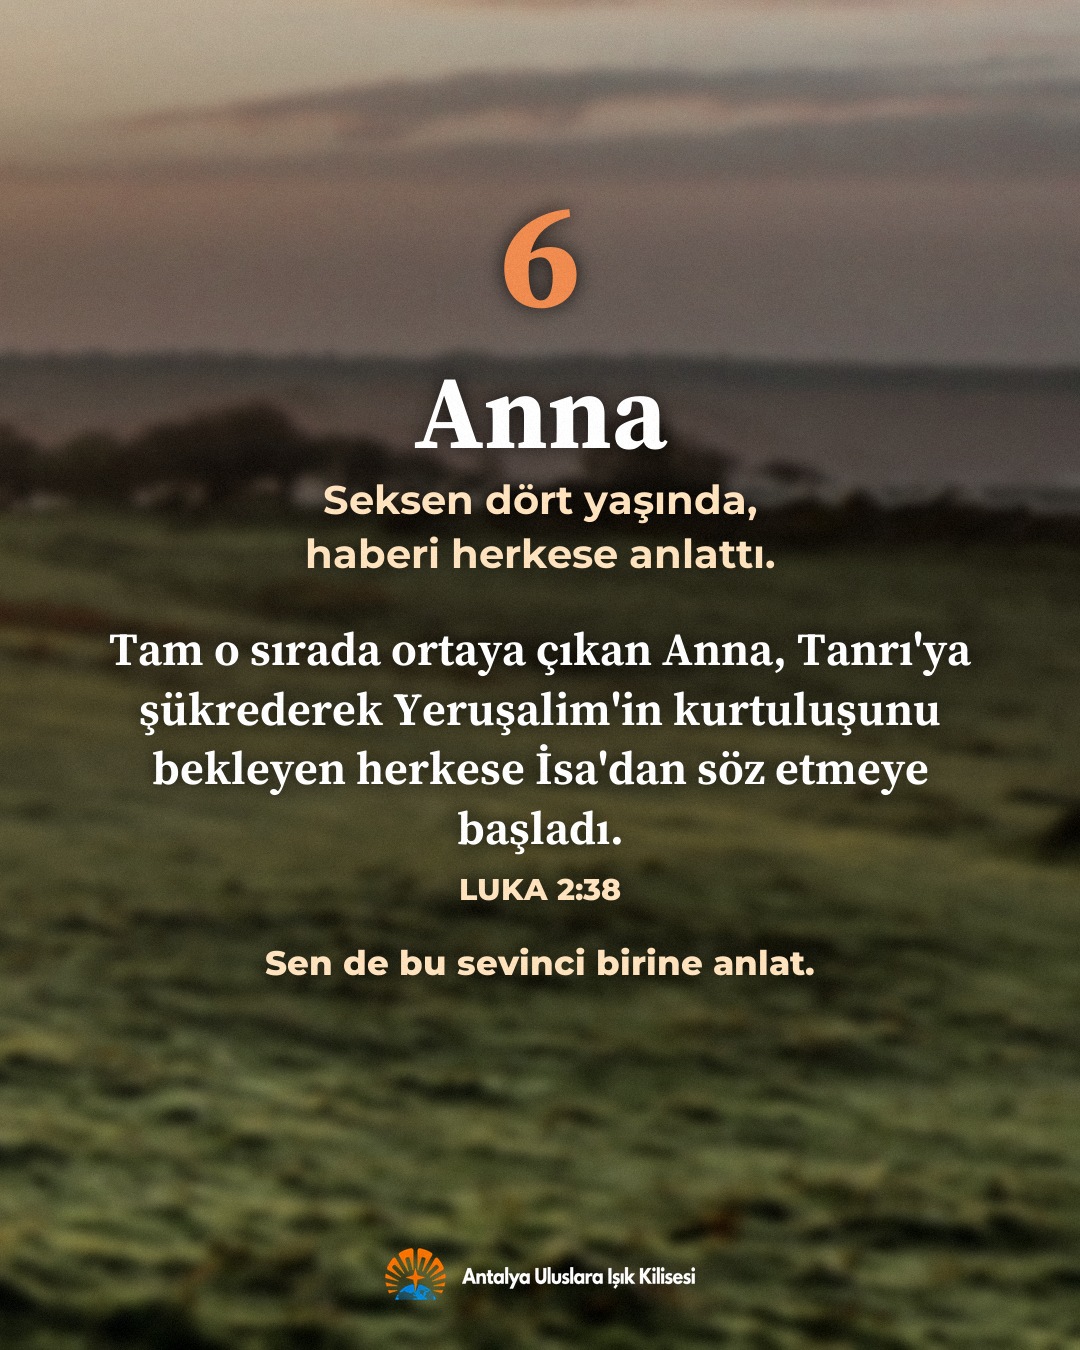 6
Anna
Seksen dört yaşında,
haberi herkese anlattı.
Tam o sırada ortaya çıkan Anna, Tanrı'ya
şükrederek Yeruşalim'in kurtuluşunu
bekleyen herkese İsa'dan söz etmeye
başladı.
LUKA 2:38
Sen de bu sevinci birine anlat.
Antalya Uluslara Işık Kilisesi